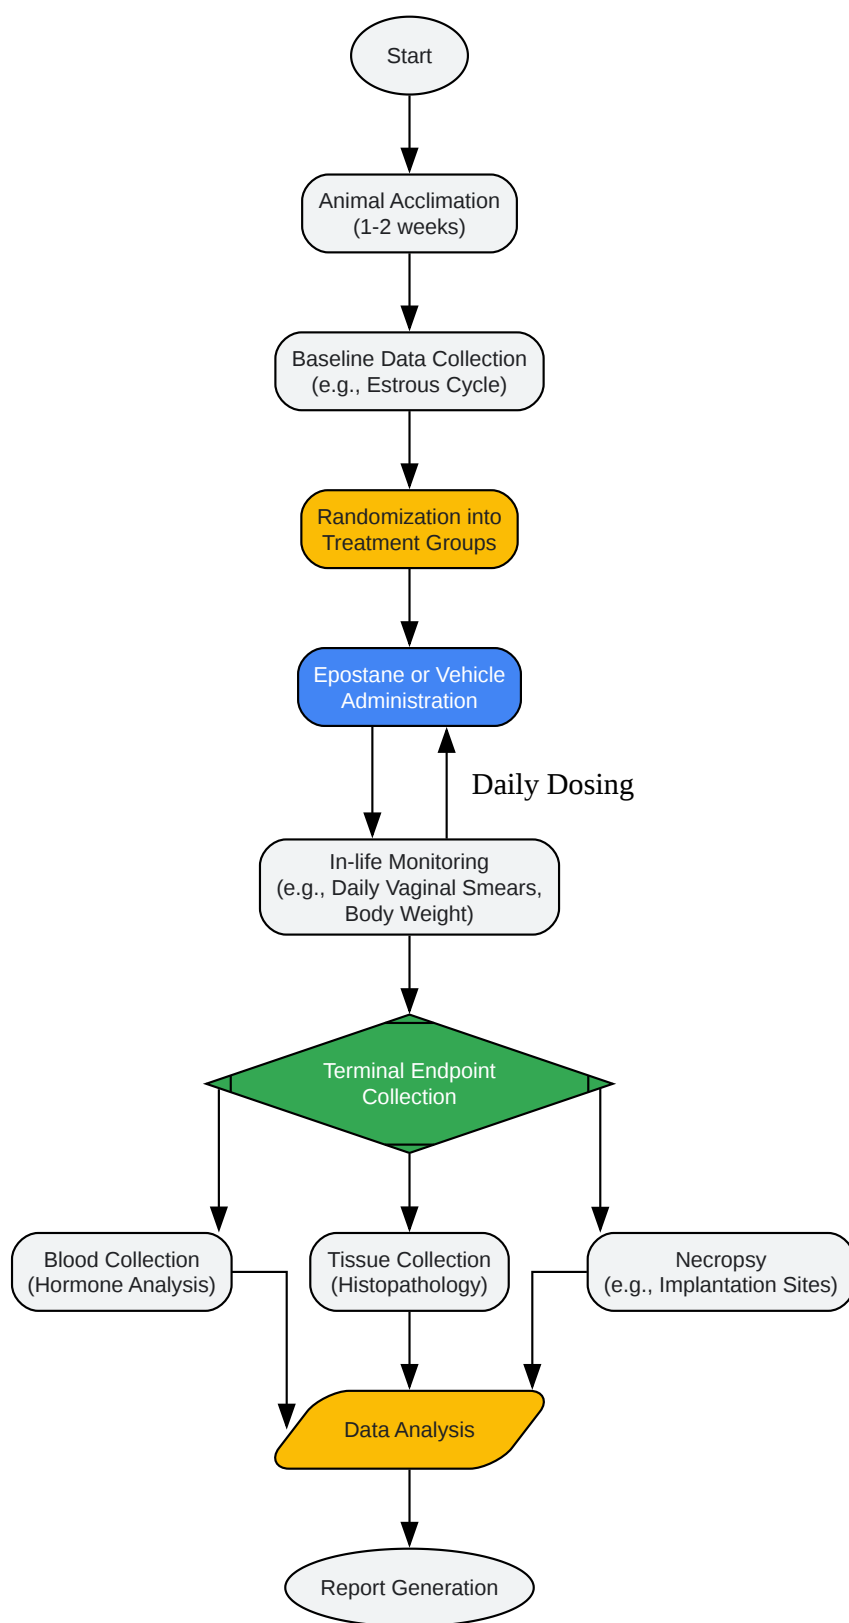 Start
Animal Acclimation
(1-2 weeks)
Baseline Data Collection
(e.g., Estrous Cycle)
Randomization into
Treatment Groups
Epostane or Vehicle
Administration
Daily Dosing
In-life Monitoring
(e.g., Daily Vaginal Smears,
Body Weight)
Terminal Endpoint
Collection
Blood Collection
(Hormone Analysis)
Tissue Collection
(Histopathology)
Necropsy
(e.g., Implantation Sites)
Data Analysis
Report Generation